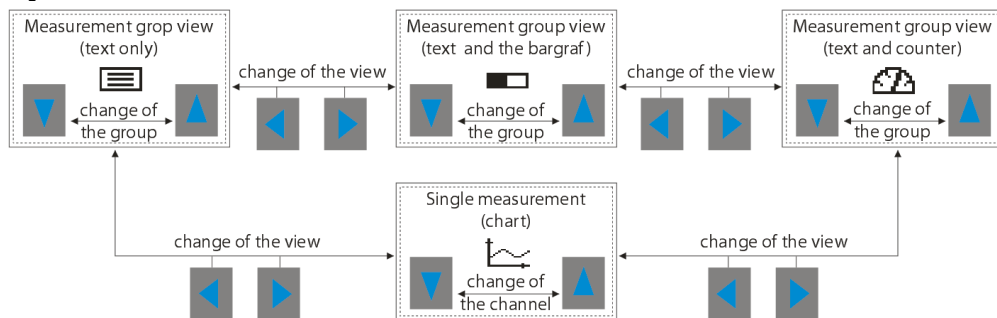 Measurement grop view
(text only)
change of
the group
change of the view
Measurement group view
(text and the bargraf)
change of
the group
change of the view
Measurement group view
(text and counter)
change of
the group
change of the view
Single measurement
(chart)
change of
the channel
change of the view